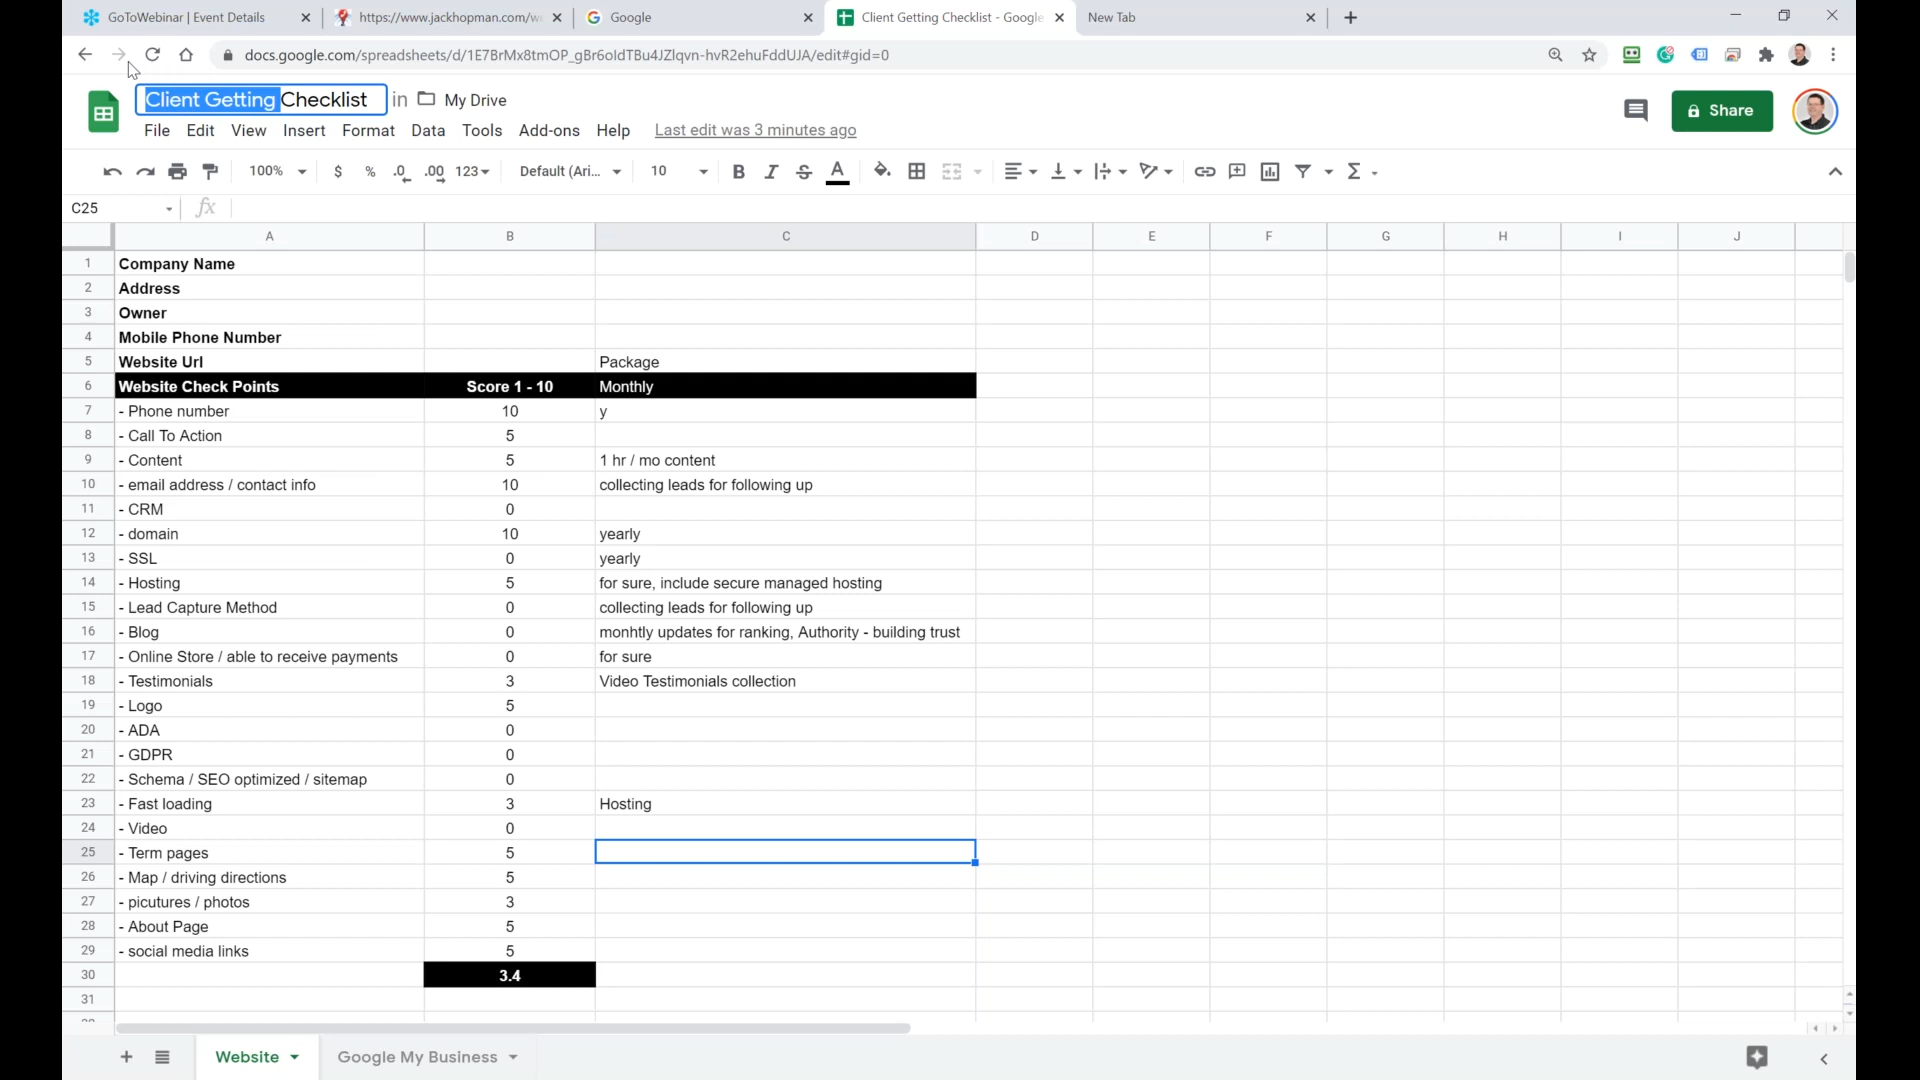 GoToWebinar | Event Details
https://www.jackhopman.com/w
Google
Client Getting Checklist - Google
New Tab
docs.google.com/spreadsheets/d/1E7BrMx8tmOP_gBr6oIdTBu4JZlqvn-hvR2ehuFddUJA/edit#gid=0
Client Getting Checklist in My Drive
Share
File Edit View Insert Format Data Tools Add-ons Help Last edit was 3 minutes ago
100% $ % .0 .00 123 Default (Ari... 10 B I S A Σ
C25 fx
A B C D E F G H I J
1 Company Name
2 Address
3 Owner
4 Mobile Phone Number
5 Website Url Package
6 Website Check Points Score 1 - 10 Monthly
7 - Phone number 10 y
8 - Call To Action 5
9 - Content 5 1 hr / mo content
10 - email address / contact info 10 collecting leads for following up
11 - CRM 0
12 - domain 10 yearly
13 - SSL 0 yearly
14 - Hosting 5 for sure, include secure managed hosting
15 - Lead Capture Method 0 collecting leads for following up
16 - Blog 0 monhtly updates for ranking, Authority - building trust
17 - Online Store / able to receive payments 0 for sure
18 - Testimonials 3 Video Testimonials collection
19 - Logo 5
20 - ADA 0
21 - GDPR 0
22 - Schema / SEO optimized / sitemap 0
23 - Fast loading 3 Hosting
24 - Video 0
25 - Term pages 5
26 - Map / driving directions 5
27 - picutures / photos 3
28 - About Page 5
29 - social media links 5
30 3.4
31
Website Google My Business